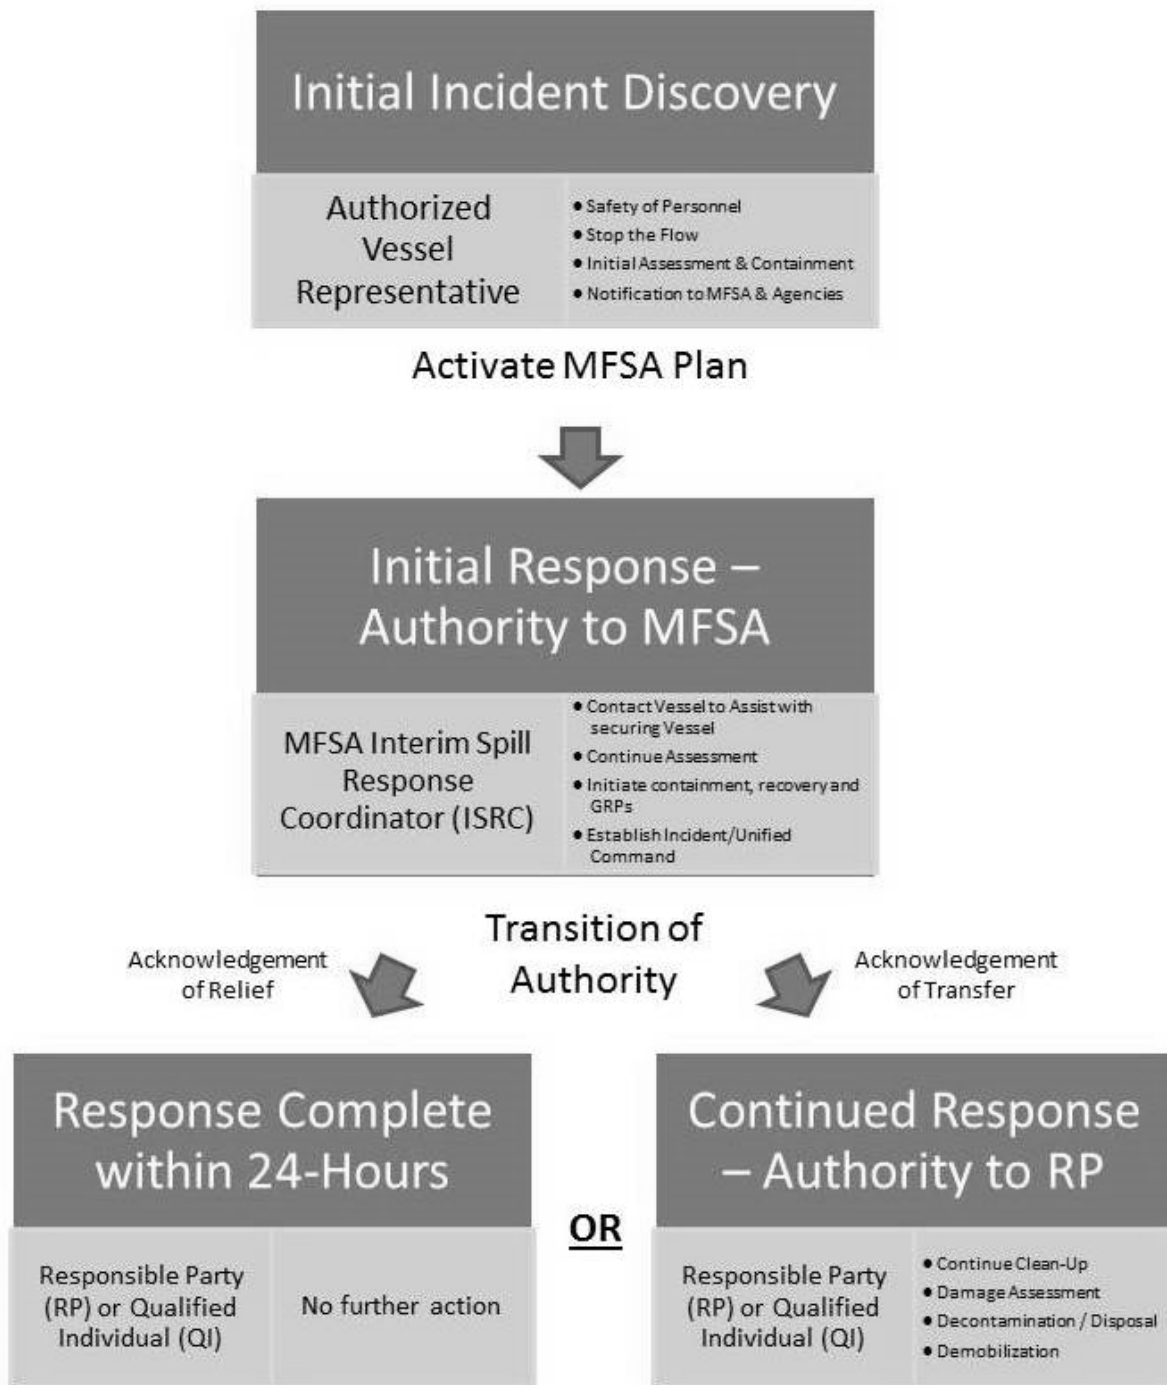 Initial Incident Discovery
Authorized
Vessel
Representative
● Safety of Personnel
● Stop the Flow
● Initial Assessment & Containment
● Notification to MFSA & Agencies
Activate MFSA Plan
Initial Response –
Authority to MFSA
MFSA Interim Spill
Response
Coordinator (ISRC)
● Contact Vessel to Assist with
securing Vessel
● Continue Assessment
● Initiate containment, recovery and
GRPs
● Establish Incident/Unified
Command
Transition of
Authority
Acknowledgement
of Relief
Acknowledgement
of Transfer
Response Complete
within 24-Hours
Responsible Party
(RP) or Qualified
Individual (QI)
No further action
OR
Continued Response
– Authority to RP
Responsible Party
(RP) or Qualified
Individual (QI)
● Continue Clean-Up
● Damage Assessment
● Decontamination / Disposal
● Demobilization